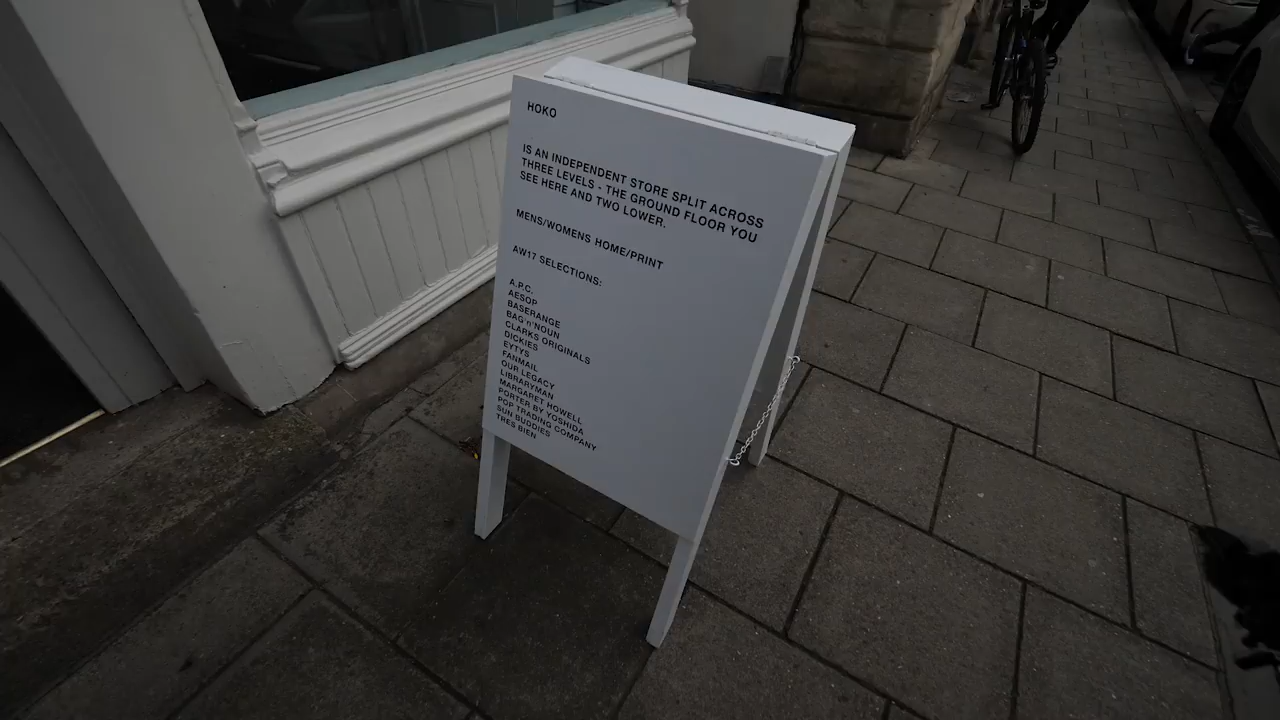 HOKO
IS AN INDEPENDENT STORE SPLIT ACROSS
THREE LEVELS - THE GROUND FLOOR YOU
SEE HERE AND TWO LOWER.
MENS/WOMENS HOME/PRINT
AW17 SELECTIONS:
A.P.C.
AESOP
BASERANGE
BAG'n'NOUN
CLARKS ORIGINALS
DICKIES
EYTYS
FANMAIL
OUR LEGACY
LIBRARYMAN
MARGARET HOWELL
PORTER BY YOSHIDA
POP TRADING COMPANY
SUN BUDDIES
TRES BIEN